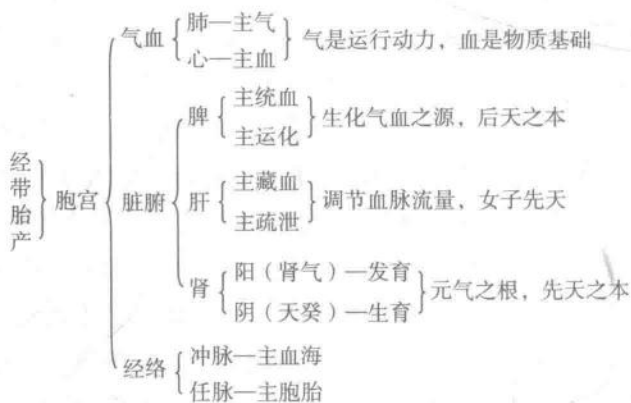 经带胎产
胞宫
气血
肺—主气
心—主血
气是运行动力，血是物质基础
脏腑
脾
主统血
主运化
生化气血之源，后天之本
肝
主藏血
主疏泄
调节血脉流量，女子先天
肾
阳（肾气）—发育
阴（天癸）—生育
元气之根，先天之本
经络
冲脉—主血海
任脉—主胞胎